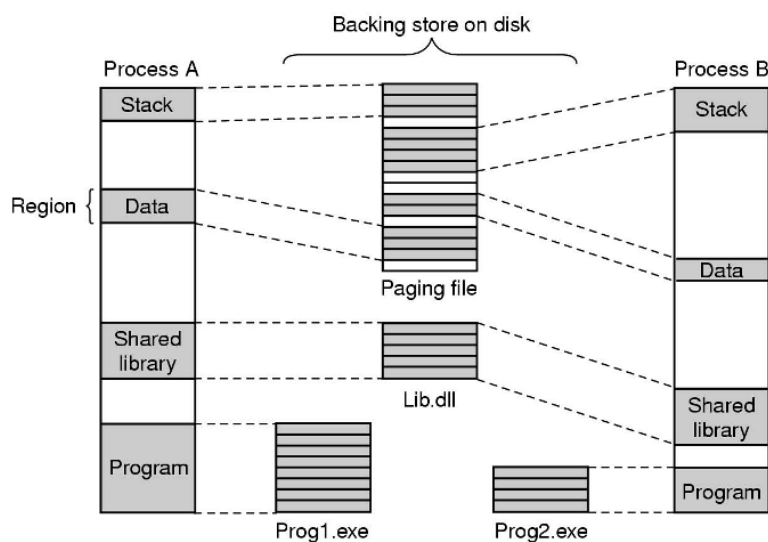 Backing store on disk
Process A
Process B
Stack
Stack
Region
Data
Data
Paging file
Shared
library
Lib.dll
Shared
library
Program
Program
Prog1.exe
Prog2.exe